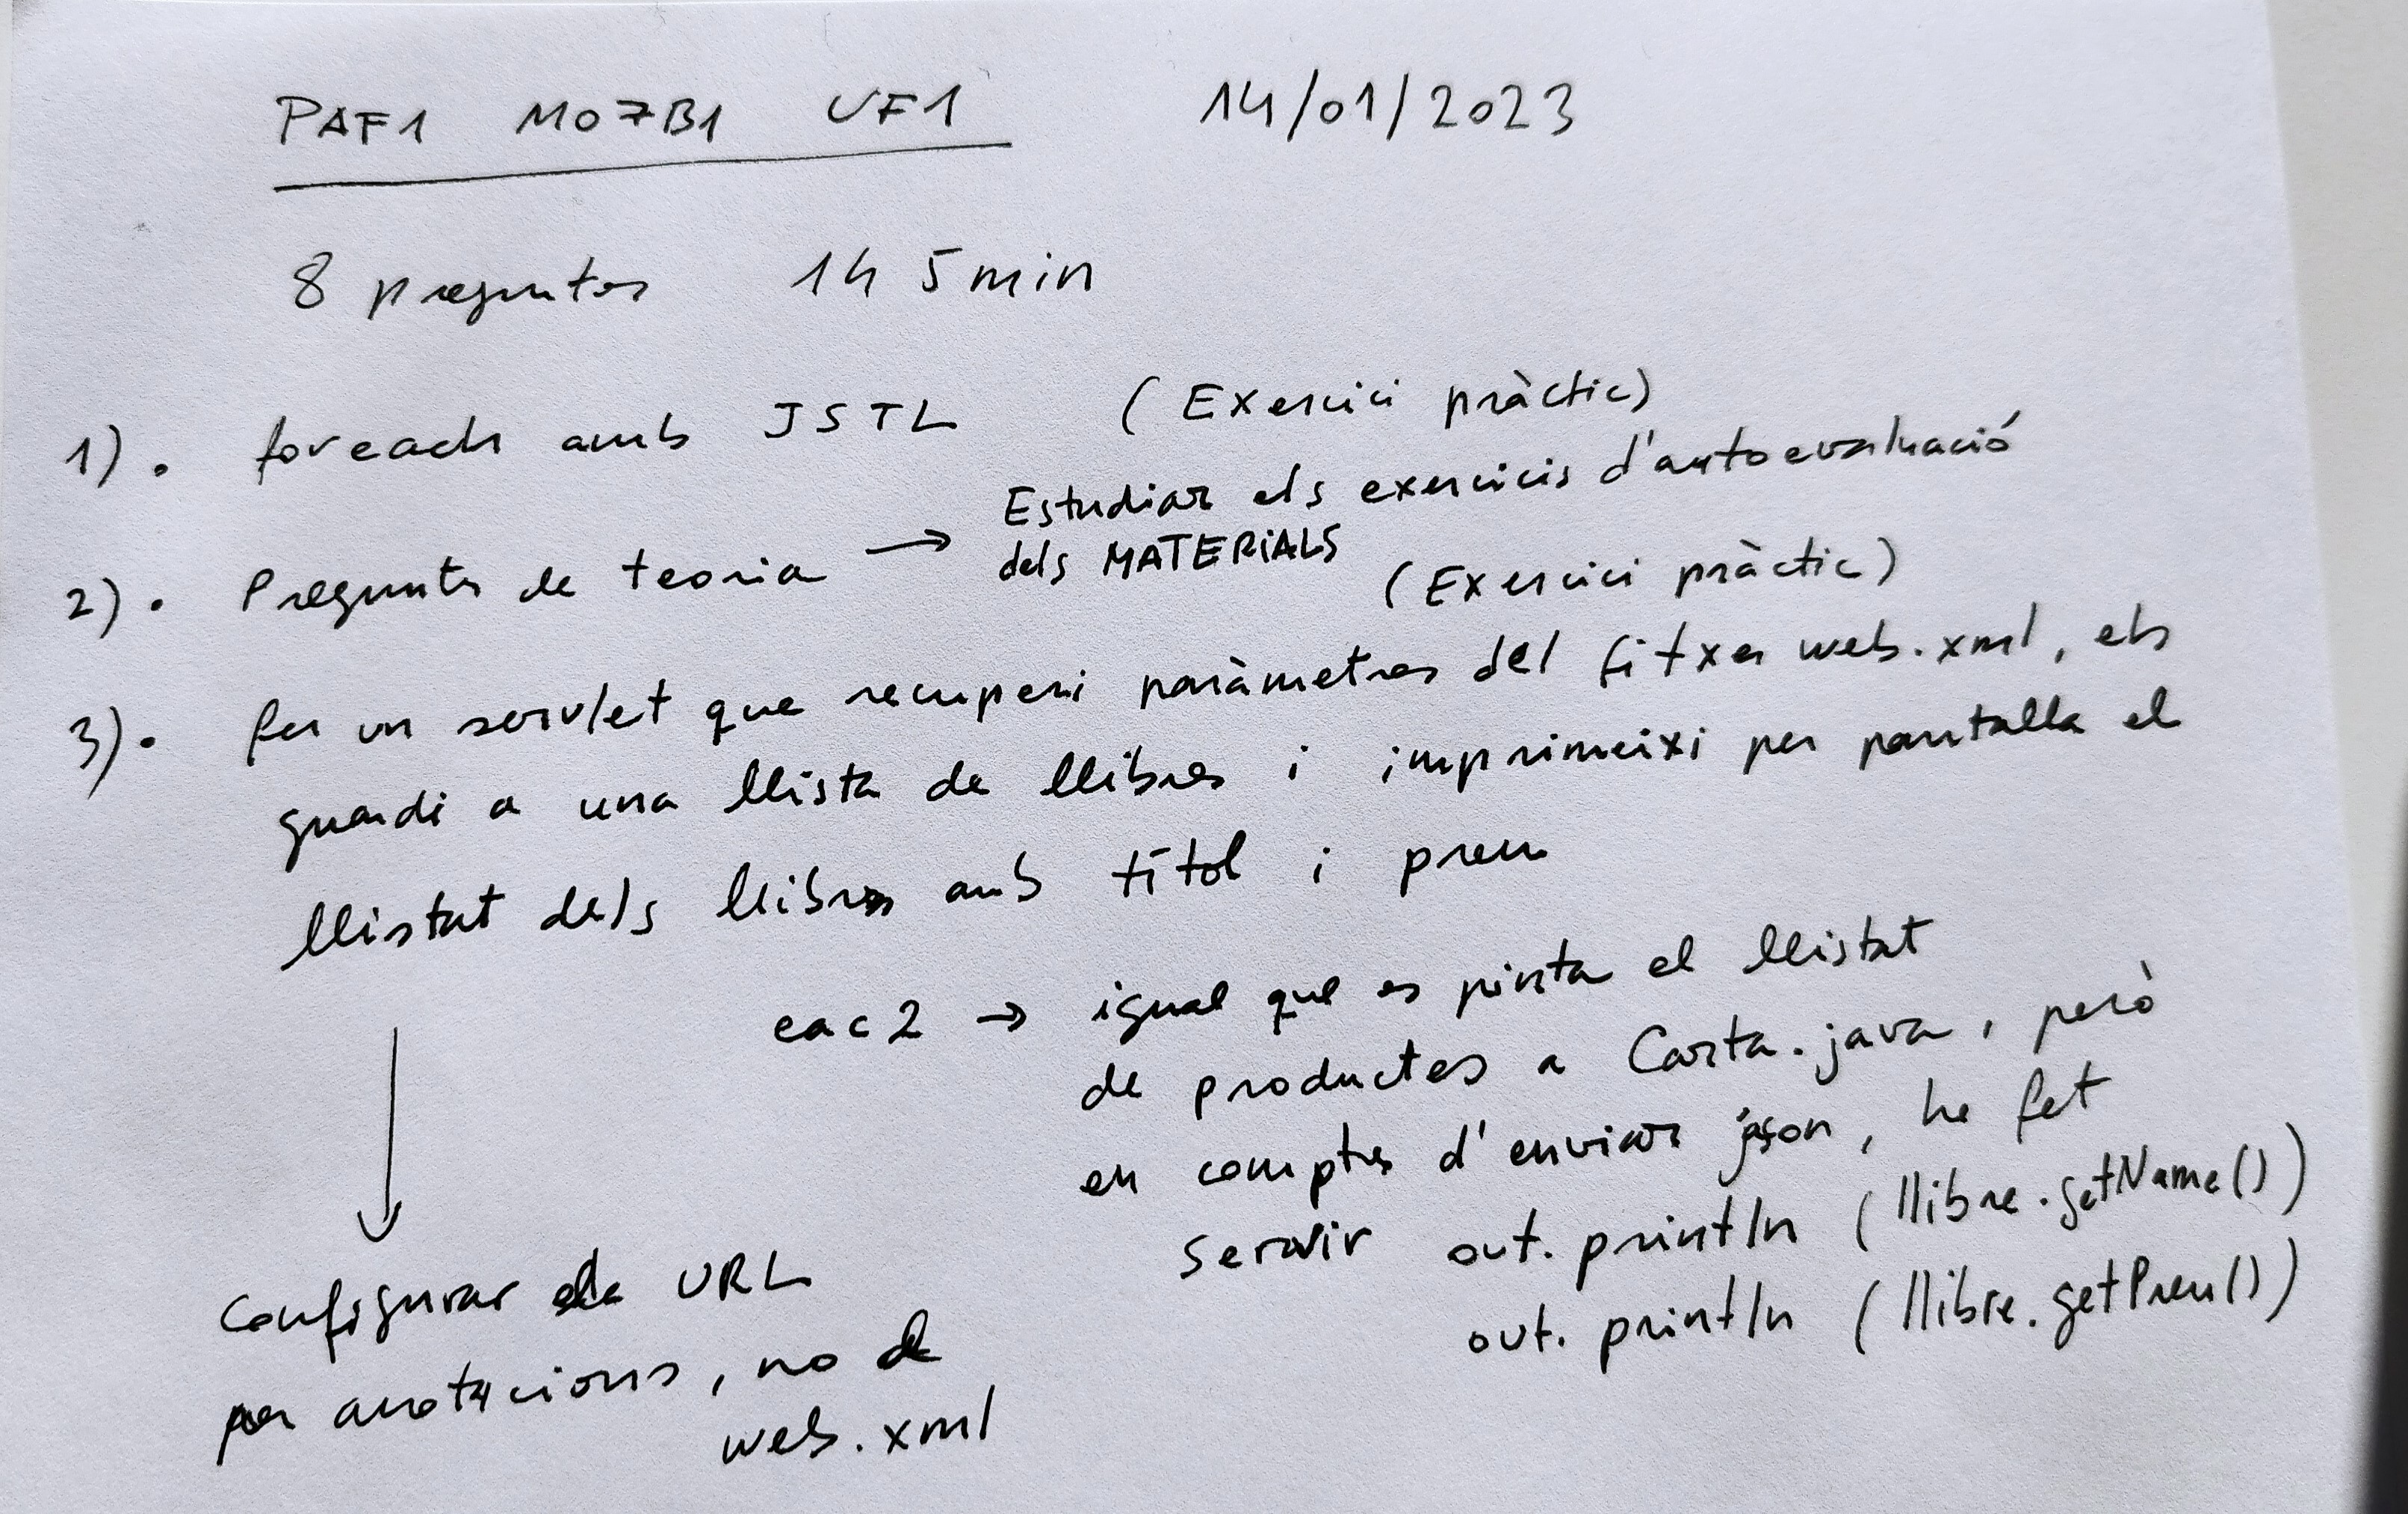 PAF1 M07B1 UF1 14/01/2023
8 preguntes 1h 5min
1). foreach amb JSTL (Exercici pràctic)
2). Preguntes de teoria → Estudiar els exercicis d'autoevaluació
dels MATERIALS
(Exercici pràctic)
3). fer un servlet que recuperi paràmetres del fitxer web.xml, els
guardi a una llista de llibres i imprimeixi per pantalla el
llistat dels llibres amb títol i preu
eac2 → igual que es pinta el llistat
de productes a Carta.java, però
en comptes d'enviar json, he fet
servir out.println (llibre.getName())
out.println (llibre.getPreu())
Configurar els URL
per anotacions, no al
web.xml